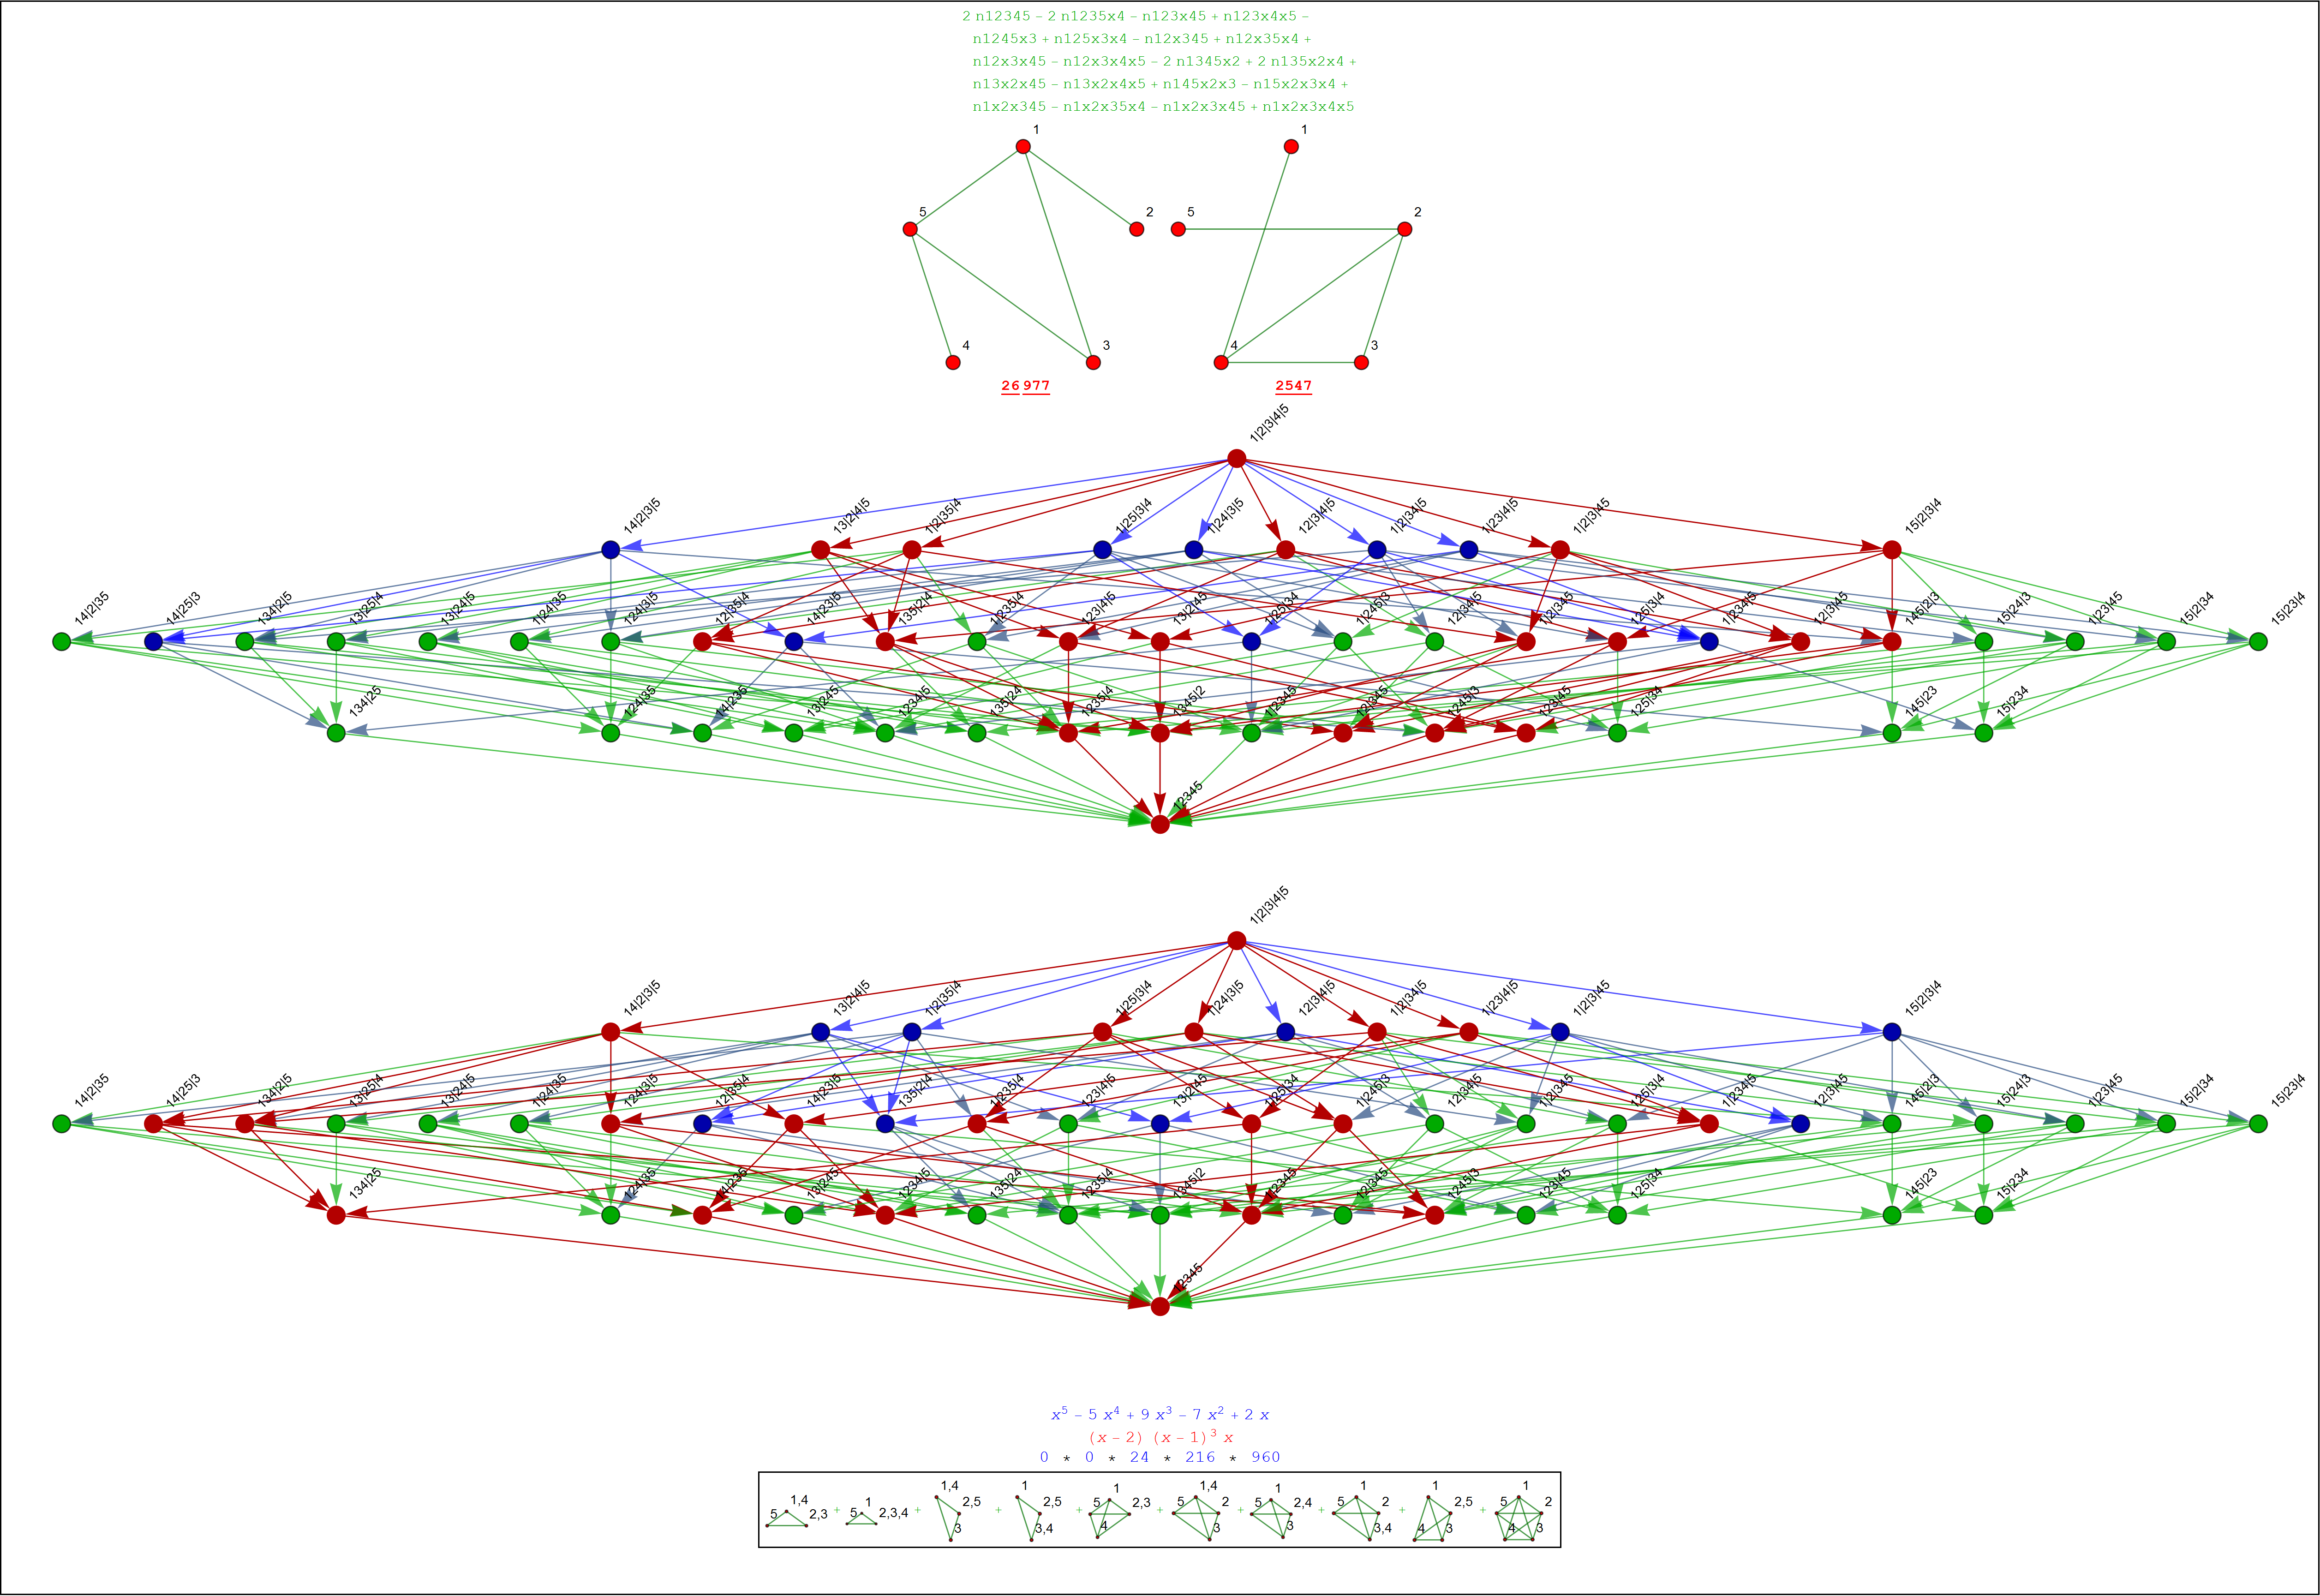 2 n12345 − 2 n1235x4 − n123x45 + n123x4x5 −
n1245x3 + n125x3x4 − n12x345 + n12x35x4 +
n12x3x45 − n12x3x4x5 − 2 n1345x2 + 2 n135x2x4 +
n13x2x45 − n13x2x4x5 + n145x2x3 − n15x2x3x4 +
n1x2x345 − n1x2x35x4 − n1x2x3x45 + n1x2x3x4x5
1 1
5 2 5 2
4 3 4 3
26 977 2547
1|2|3|4|5
14|2|3|5 13|2|4|5 1|2|35|4 1|25|3|4 1|24|3|5 12|3|4|5 1|2|34|5 1|23|4|5 1|2|3|45 15|2|3|4
14|2|35 14|25|3 134|2|5 13|25|4 13|24|5 1|24|35 124|3|5 12|35|4 14|23|5 135|2|4 1|235|4 123|4|5 13|2|45 1|25|34 1|245|3 12|34|5 1|2|345 125|3|4 1|234|5 12|3|45 145|2|3 15|24|3 1|23|45 15|2|34 15|23|4
134|25 124|35 14|235 13|245 1234|5 135|24 1235|4 1345|2 1|2345 12|345 1245|3 123|45 125|34 145|23 15|234
12345
1|2|3|4|5
14|2|3|5 13|2|4|5 1|2|35|4 1|25|3|4 1|24|3|5 12|3|4|5 1|2|34|5 1|23|4|5 1|2|3|45 15|2|3|4
14|2|35 14|25|3 134|2|5 13|25|4 13|24|5 1|24|35 124|3|5 12|35|4 14|23|5 135|2|4 1|235|4 123|4|5 13|2|45 1|25|34 1|245|3 12|34|5 1|2|345 125|3|4 1|234|5 12|3|45 145|2|3 15|24|3 1|23|45 15|2|34 15|23|4
134|25 124|35 14|235 13|245 1234|5 135|24 1235|4 1345|2 1|2345 12|345 1245|3 123|45 125|34 145|23 15|234
12345
x⁵ − 5 x⁴ + 9 x³ − 7 x² + 2 x
(x − 2) (x − 1)³ x
0 * 0 * 24 * 216 * 960
1,4 5 2,3 + 1 5 2,3,4 + 1,4 2,5 3 + 1 2,5 3,4 + 1 5 2,3 4 + 1,4 5 2 3 + 1 5 2,4 3 + 1 5 2 3,4 + 1 2,5 4 3 + 1 5 2 4 3